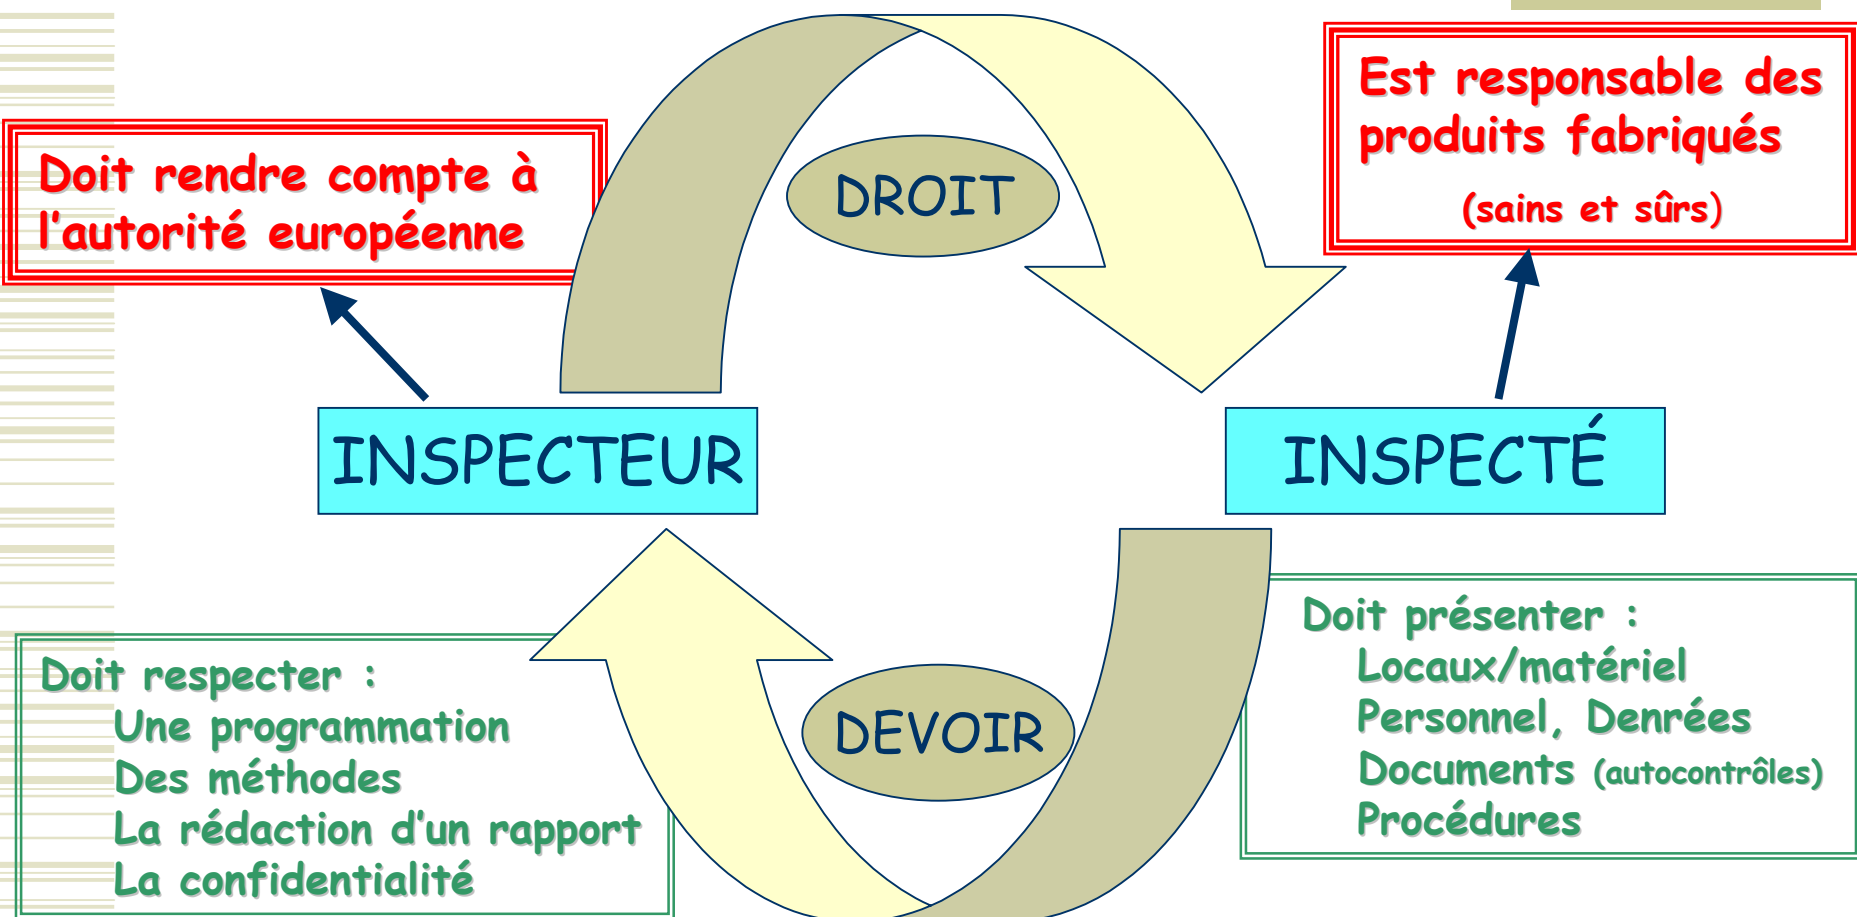 Est responsable des
produits fabriqués
(sains et sûrs)
Doit rendre compte à
l'autorité européenne
DROIT
INSPECTEUR
INSPECTÉ
DEVOIR
Doit respecter :
Une programmation
Des méthodes
La rédaction d'un rapport
La confidentialité
Doit présenter :
Locaux/matériel
Personnel, Denrées
Documents (autocontrôles)
Procédures